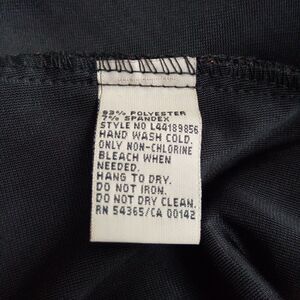 93% POLYESTER
7% SPANDEX
STYLE NO L44189856
HAND WASH COLD.
ONLY NON-CHLORINE
BLEACH WHEN
NEEDED.
HANG TO DRY.
DO NOT IRON.
DO NOT DRY CLEAN.
RN 54365/CA 00142